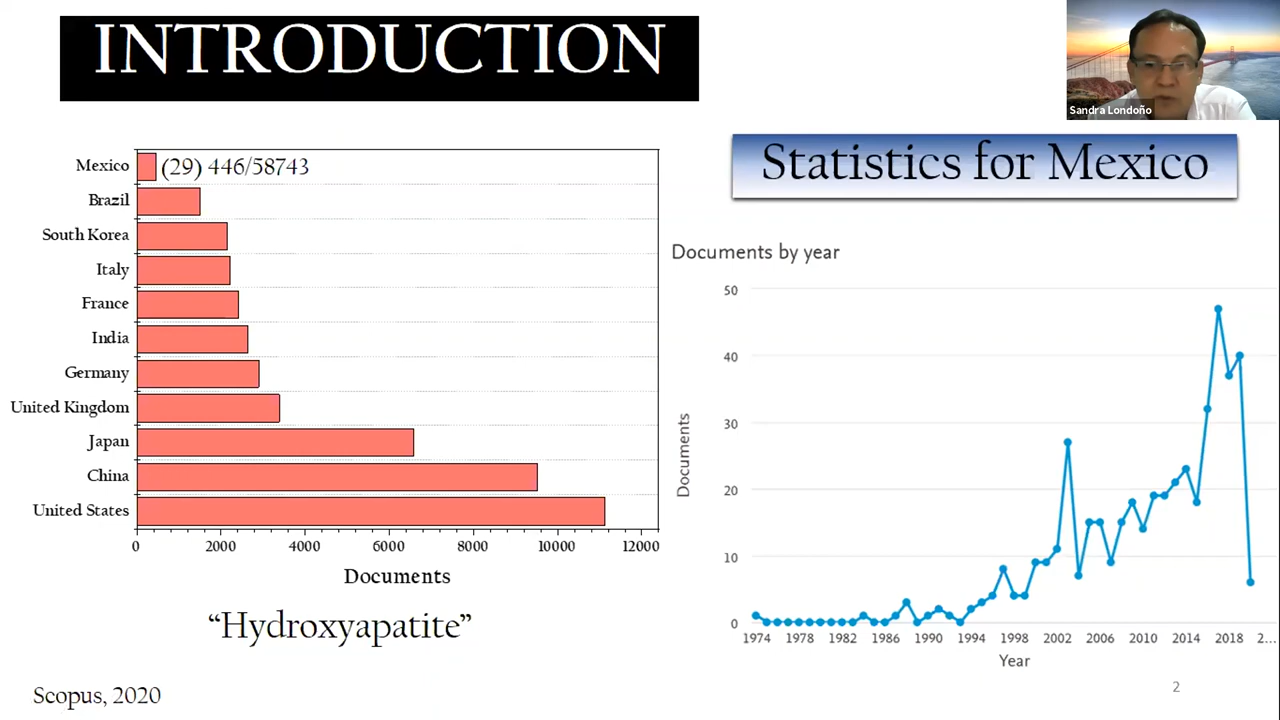 INTRODUCTION
Sandra Londoño
Statistics for Mexico
Mexico
(29) 446/58743
Brazil
South Korea
Italy
France
India
Germany
United Kingdom
Japan
China
United States
0 2000 4000 6000 8000 10000 12000
Documents
"Hydroxyapatite"
Scopus, 2020
Documents by year
50
40
30
20
10
0
Documents
1974 1978 1982 1986 1990 1994 1998 2002 2006 2010 2014 2018 2...
Year
2